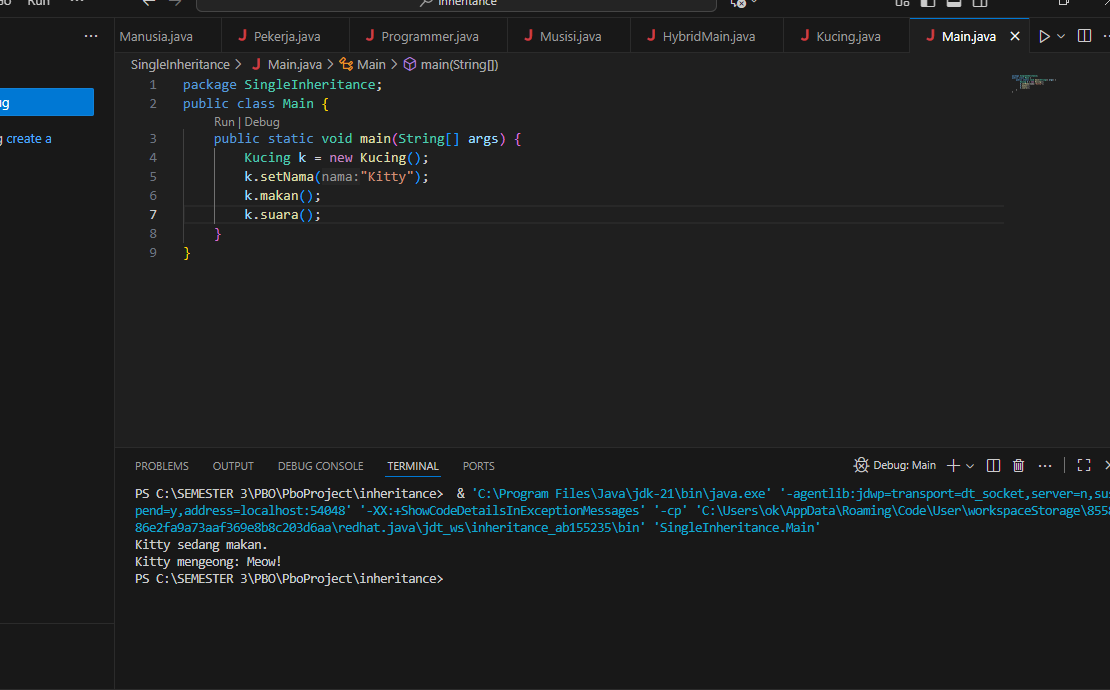 Run ...
inheritance
Manusia.java Pekerja.java Programmer.java Musisi.java HybridMain.java Kucing.java Main.java
SingleInheritance > Main.java > Main > main(String[])
1 package SingleInheritance;
2 public class Main {
Run | Debug
3 public static void main(String[] args) {
4 Kucing k = new Kucing();
5 k.setNama(nama:"Kitty");
6 k.makan();
7 k.suara();
8 }
9 }
create a
PROBLEMS OUTPUT DEBUG CONSOLE TERMINAL PORTS Debug: Main
PS C:\SEMESTER 3\PBO\PboProject\inheritance> & 'C:\Program Files\Java\jdk-21\bin\java.exe' '-agentlib:jdwp=transport=dt_socket,server=n,sus
pend=y,address=localhost:54048' '-XX:+ShowCodeDetailsInExceptionMessages' '-cp' 'C:\Users\ok\AppData\Roaming\Code\User\workspaceStorage\8558
86e2fa9a73aaf369e8b8c203d6aa\redhat.java\jdt_ws\inheritance_ab155235\bin' 'SingleInheritance.Main'
Kitty sedang makan.
Kitty mengeong: Meow!
PS C:\SEMESTER 3\PBO\PboProject\inheritance>